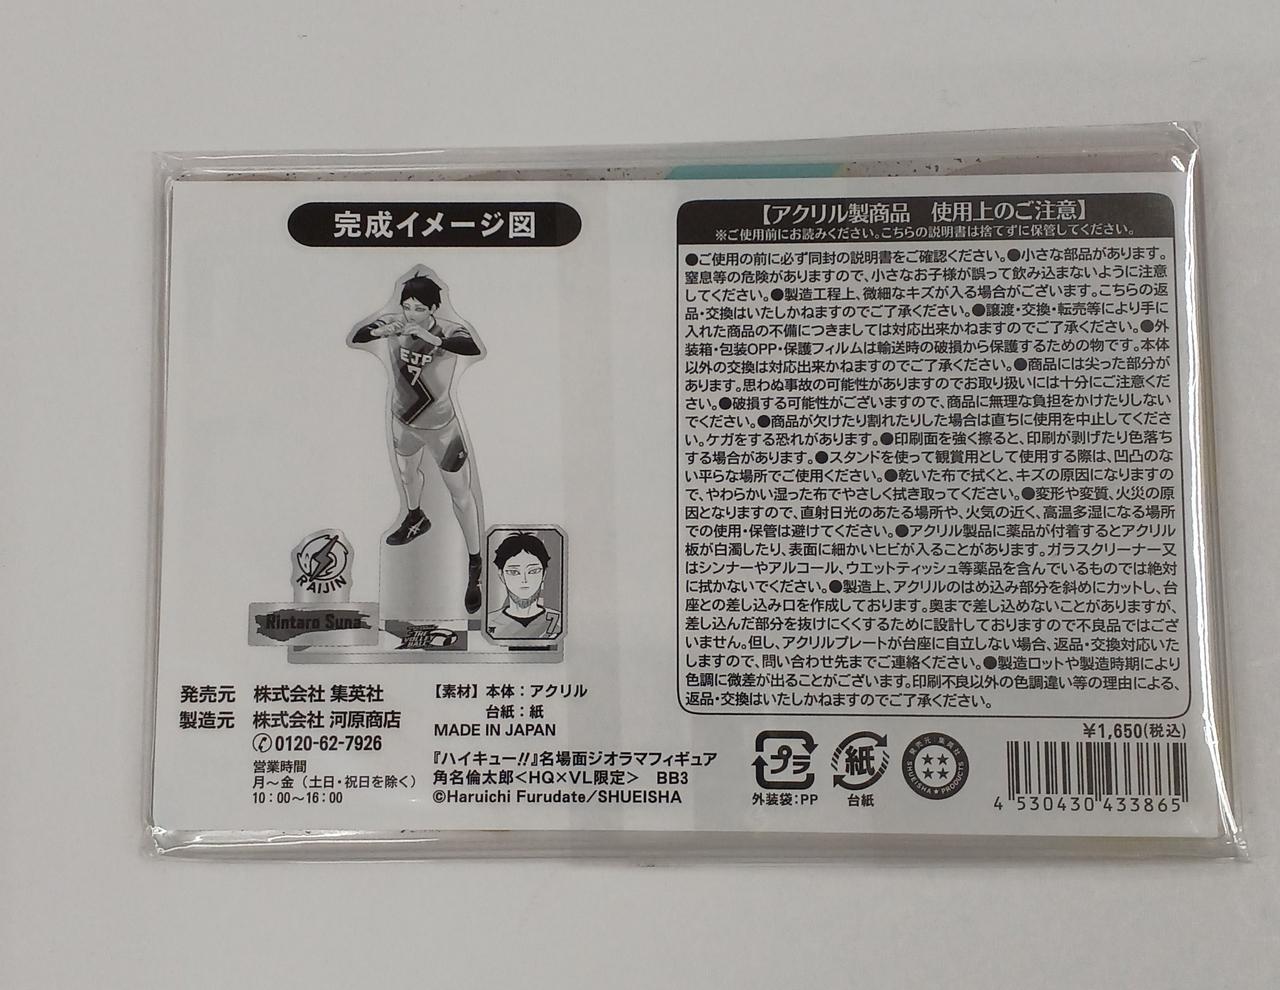 完成イメージ図
EJP
7
RAIJIN
Rintaro Suna
7
発売元 株式会社 集英社
製造元 株式会社 河原商店
0120-62-7926
営業時間
月〜金（土日・祝日を除く）
10：00〜16：00
【素材】本体：アクリル
台紙：紙
MADE IN JAPAN
『ハイキュー!!』名場面ジオラマフィギュア
角名倫太郎＜HQ×VL限定＞ BB3
©Haruichi Furudate/SHUEISHA
【アクリル製商品 使用上のご注意】
※ご使用前にお読みください。こちらの説明書は捨てずに保管してください。
●ご使用の前に必ず同封の説明書をご確認ください。●小さな部品があります。
窒息等の危険がありますので、小さなお子様が誤って飲み込まないように注意
してください。●製造工程上、微細なキズが入る場合がございます。こちらの返
品・交換はいたしかねますのでご了承ください。●譲渡・交換・転売等により手に
入れた商品の不備につきましては対応出来かねますのでご了承ください。●外
装箱・包装OPP・保護フィルムは輸送時の破損から保護するための物です。本体
以外の交換は対応出来かねますのでご了承ください。●商品には尖った部分が
あります。思わぬ事故の可能性がありますのでお取り扱いには十分にご注意くだ
さい。●破損する可能性がございますので、商品に無理な負担をかけたりしない
でください。●商品が欠けたり割れたりした場合は直ちに使用を中止してくださ
い。ケガをする恐れがあります。●印刷面を強く擦ると、印刷が剥げたり色落ち
する場合があります。●スタンドを使って観賞用として使用する際は、凹凸のな
い平らな場所でご使用ください。●乾いた布で拭くと、キズの原因になりますの
で、やわらかい湿った布でやさしく拭き取ってください。●変形や変質、火災の原
因となりますので、直射日光のあたる場所や、火気の近く、高温多湿になる場所
での使用・保管は避けてください。●アクリル製品に薬品が付着するとアクリル
板が白濁したり、表面に細かいヒビが入ることがあります。ガラスクリーナー又
はシンナーやアルコール、ウエットティッシュ等薬品を含んでいるものでは絶対
に拭かないでください。●製造上、アクリルのはめ込み部分を斜めにカットし、台
座との差し込み口を作成しております。奥まで差し込めないことがありますが、
差し込んだ部分を抜けにくくするために設計しておりますので不良品ではござ
いません。但し、アクリルプレートが台座に自立しない場合、返品・交換対応いた
しますので、問い合わせ先までご連絡ください。●製造ロットや製造時期により
色調に微差が出ることがございます。印刷不良以外の色調違い等の理由による、
返品・交換はいたしかねますのでご了承ください。
プラ
外装袋：PP
紙
台紙
発売元：集英社
SHUEISHA★PRODUCTS
¥1,650(税込)
4 530430 433865